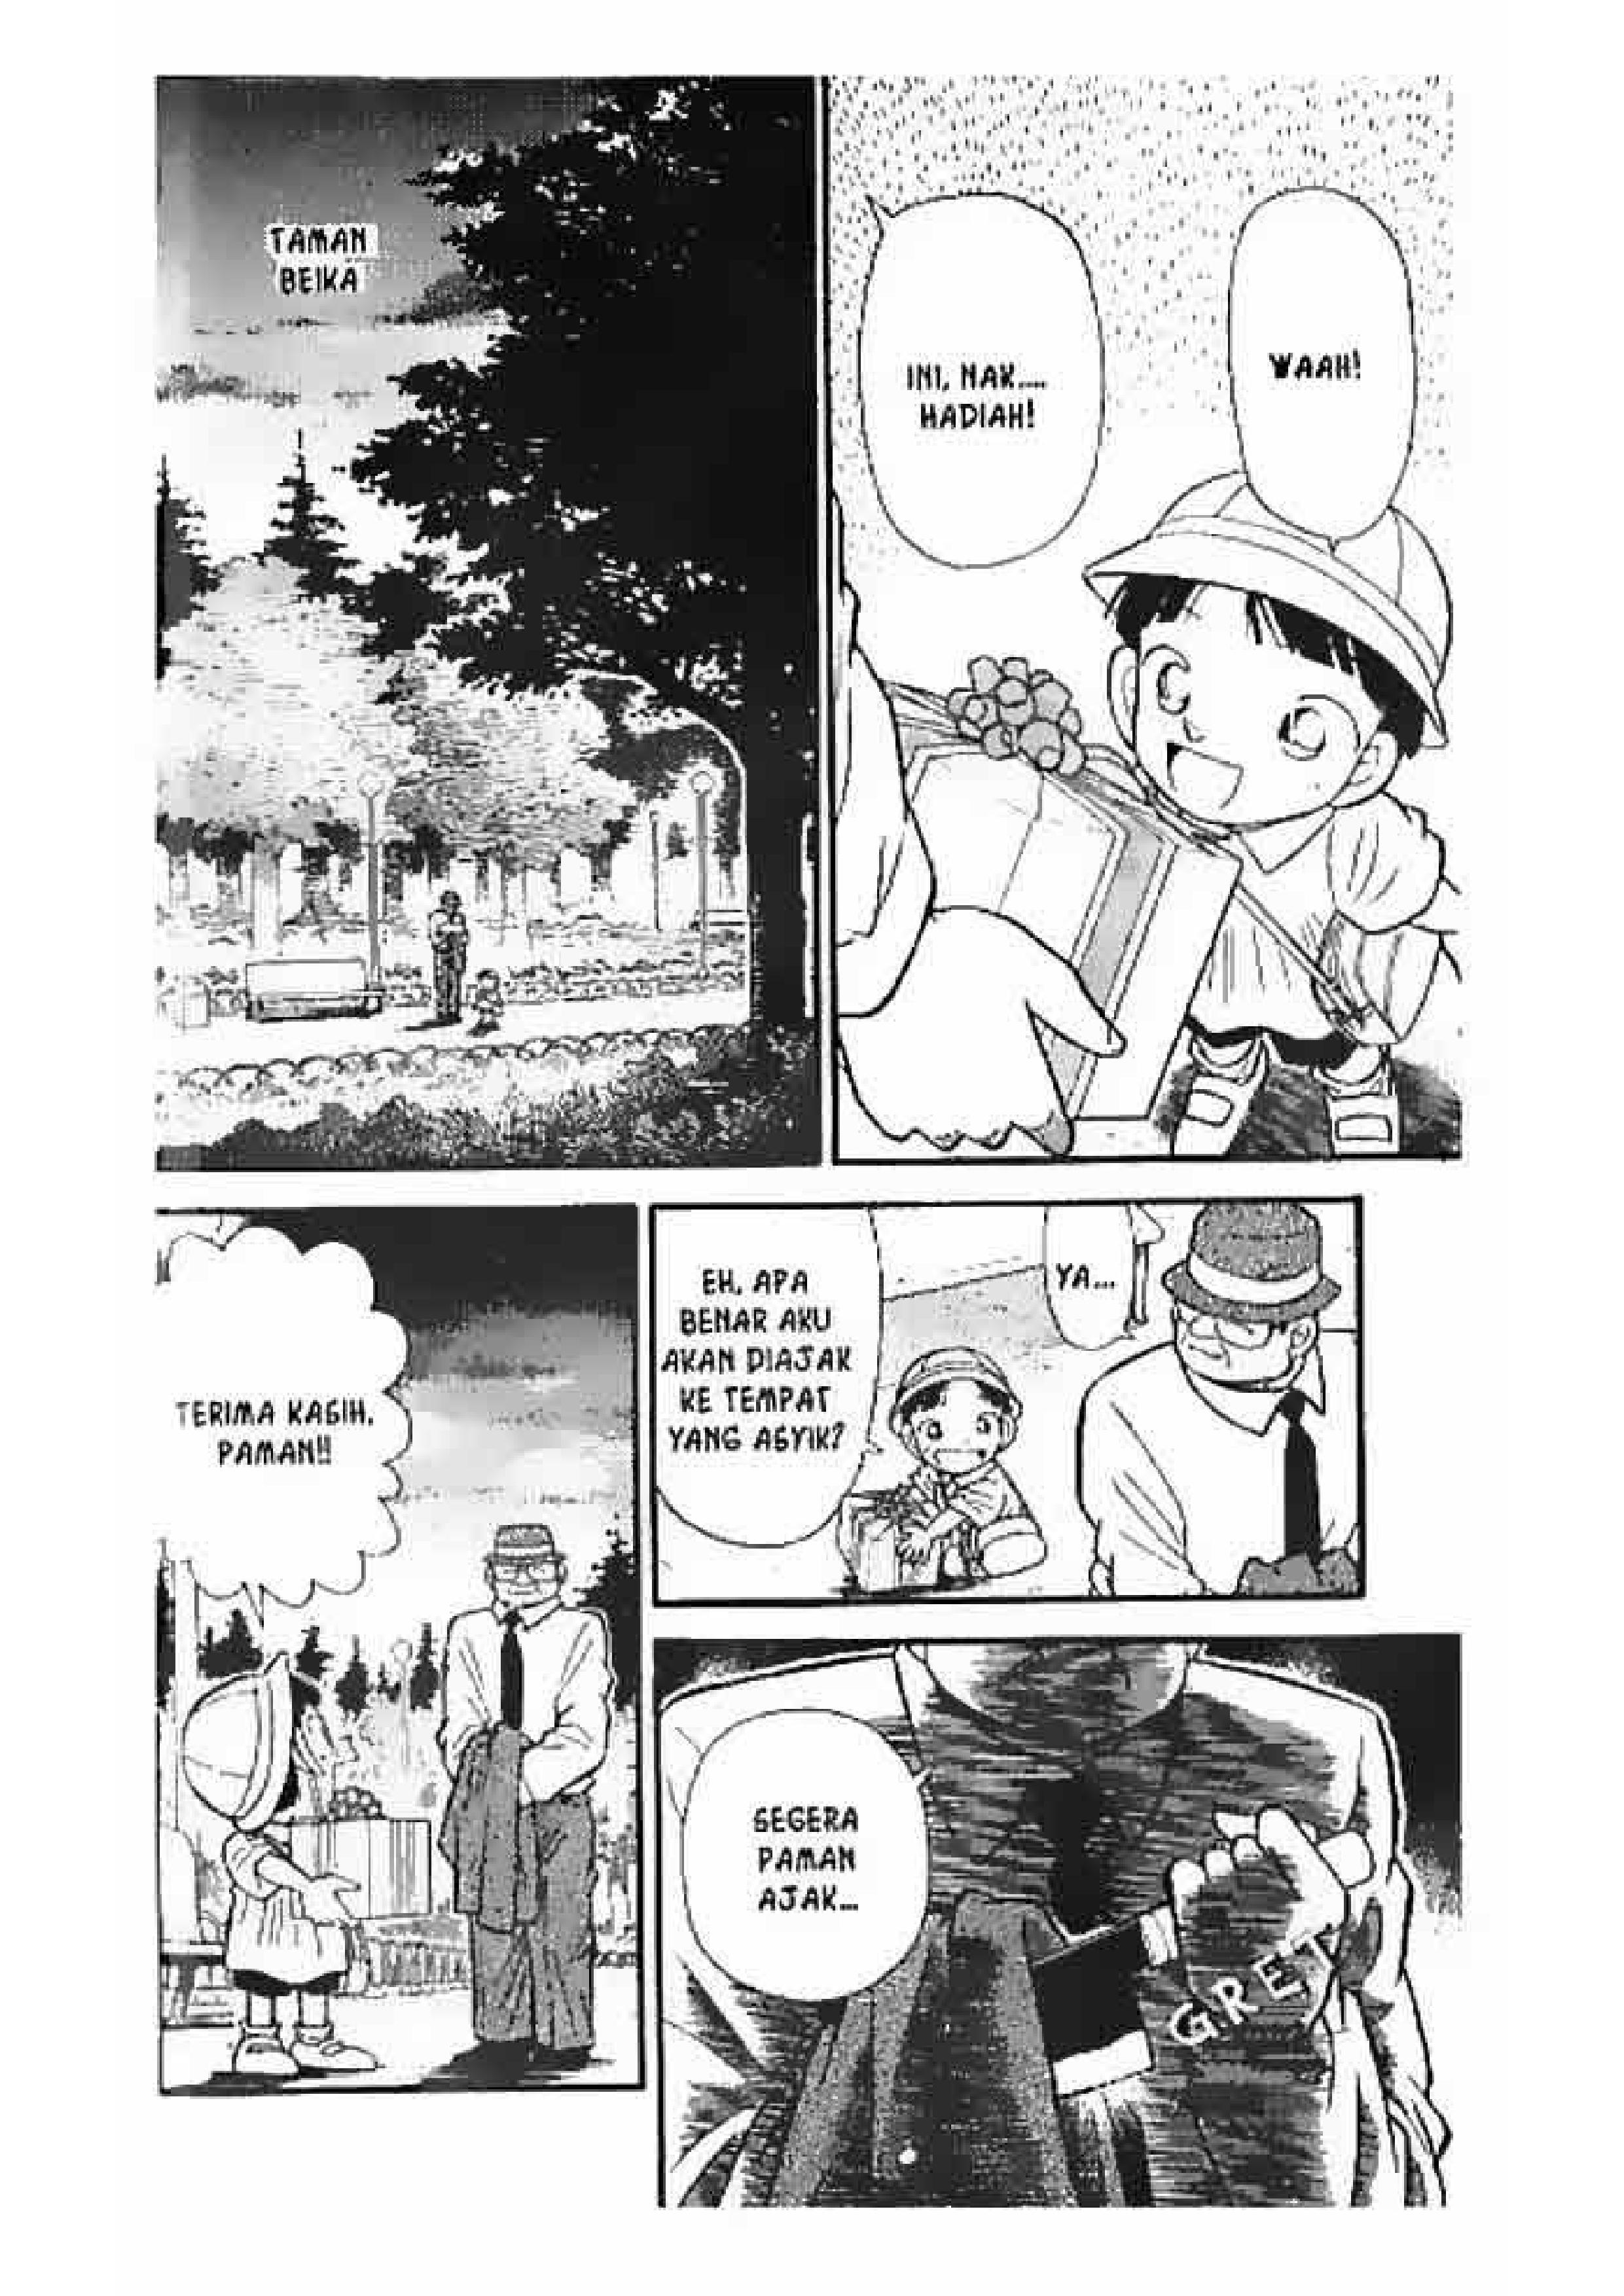 WAAH!
INI, NAK....
HADIAH!
TAMAN
BEIKA
YA...
EH, APA
BENAR AKU
AKAN DIAJAK
KE TEMPAT
YANG ASYIK?
TERIMA KASIH,
PAMAN!!
SEGERA
PAMAN
AJAK...
GRET